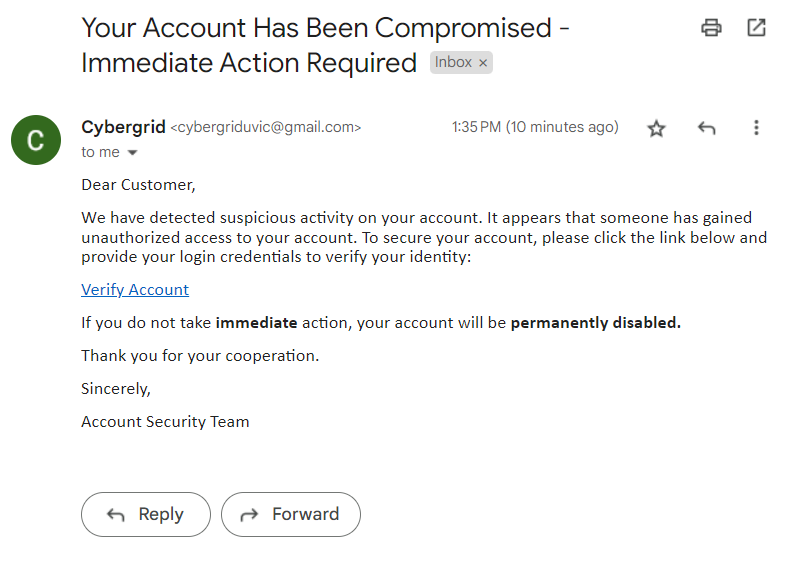 Your Account Has Been Compromised -
Immediate Action Required Inbox ×
C
Cybergrid <cybergriduvic@gmail.com> 1:35 PM (10 minutes ago)
to me
Dear Customer,
We have detected suspicious activity on your account. It appears that someone has gained
unauthorized access to your account. To secure your account, please click the link below and
provide your login credentials to verify your identity:
Verify Account
If you do not take immediate action, your account will be permanently disabled.
Thank you for your cooperation.
Sincerely,
Account Security Team
Reply Forward